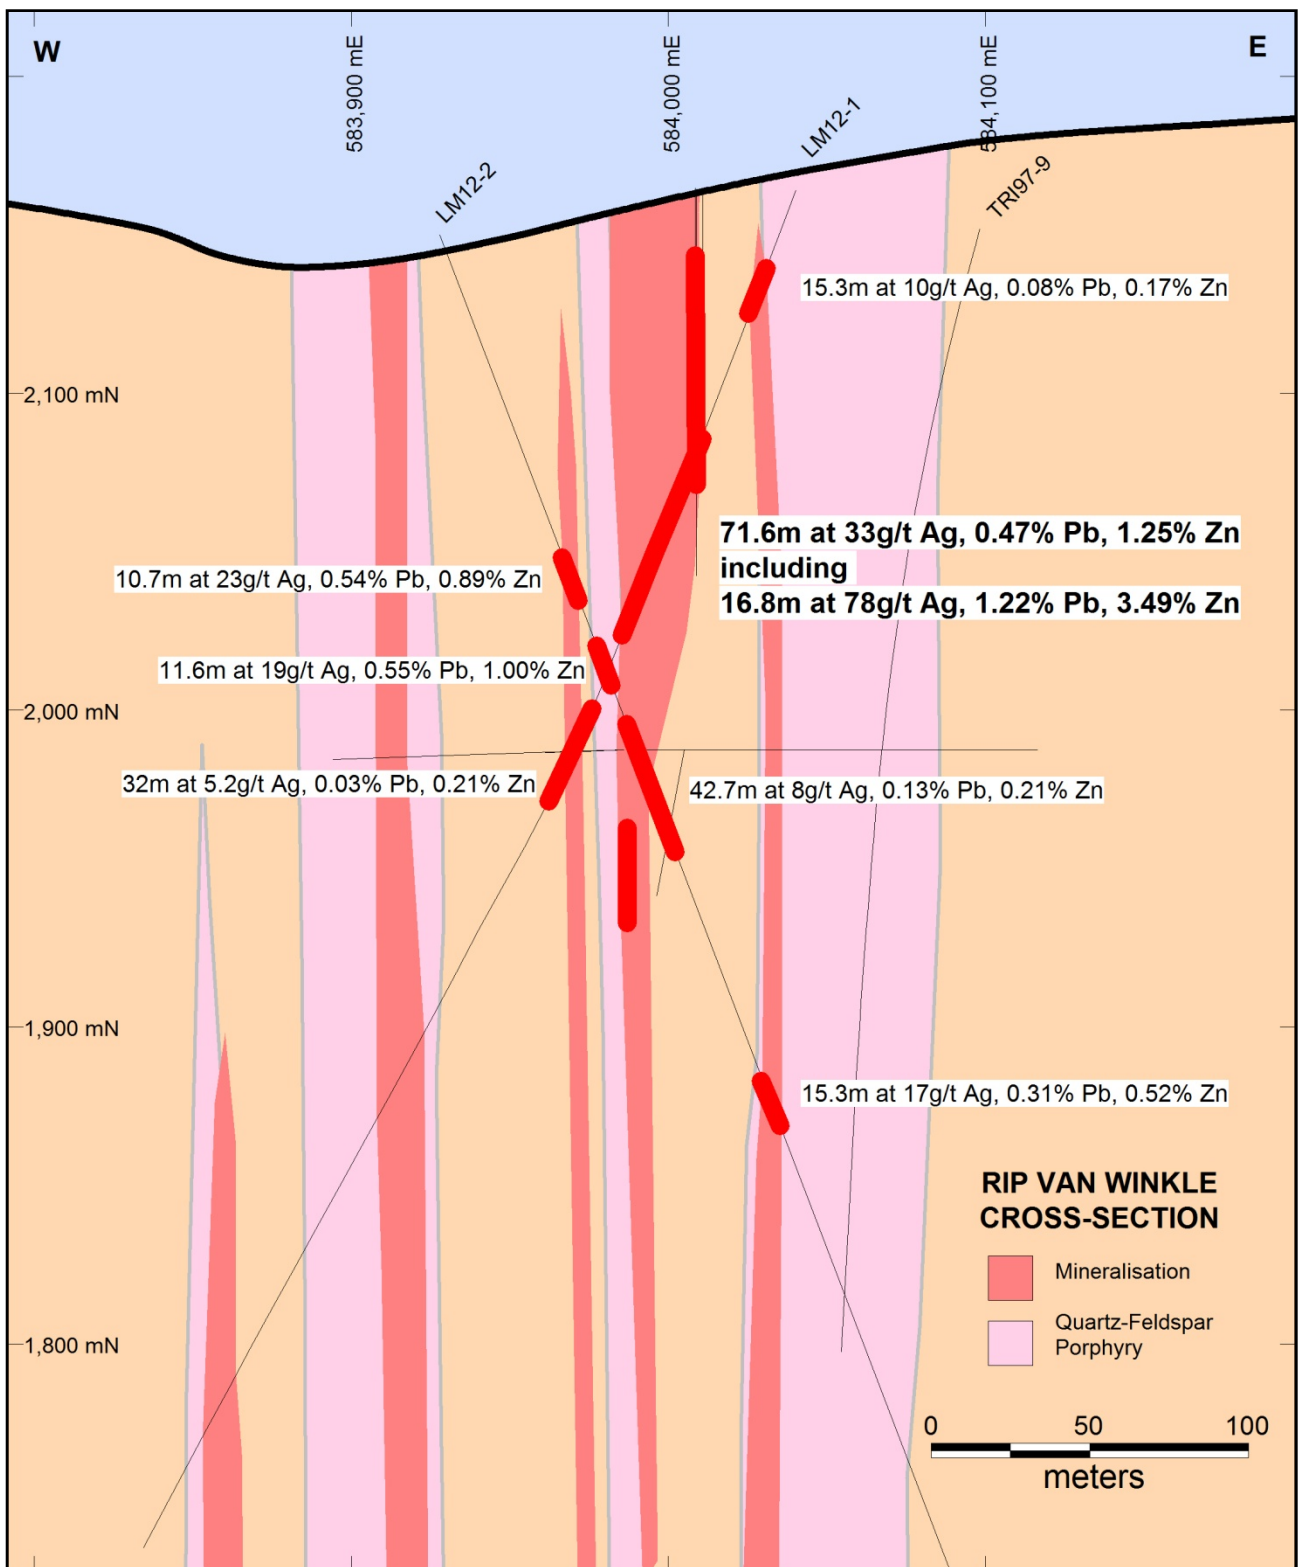 W
E
583,900 mE
584,000 mE
584,100 mE
LM12-2
LM12-1
TRI97-9
15.3m at 10g/t Ag, 0.08% Pb, 0.17% Zn
2,100 mN
71.6m at 33g/t Ag, 0.47% Pb, 1.25% Zn
including
16.8m at 78g/t Ag, 1.22% Pb, 3.49% Zn
10.7m at 23g/t Ag, 0.54% Pb, 0.89% Zn
11.6m at 19g/t Ag, 0.55% Pb, 1.00% Zn
2,000 mN
32m at 5.2g/t Ag, 0.03% Pb, 0.21% Zn
42.7m at 8g/t Ag, 0.13% Pb, 0.21% Zn
1,900 mN
15.3m at 17g/t Ag, 0.31% Pb, 0.52% Zn
RIP VAN WINKLE
CROSS-SECTION
Mineralisation
Quartz-Feldspar
Porphyry
1,800 mN
0 50 100
meters